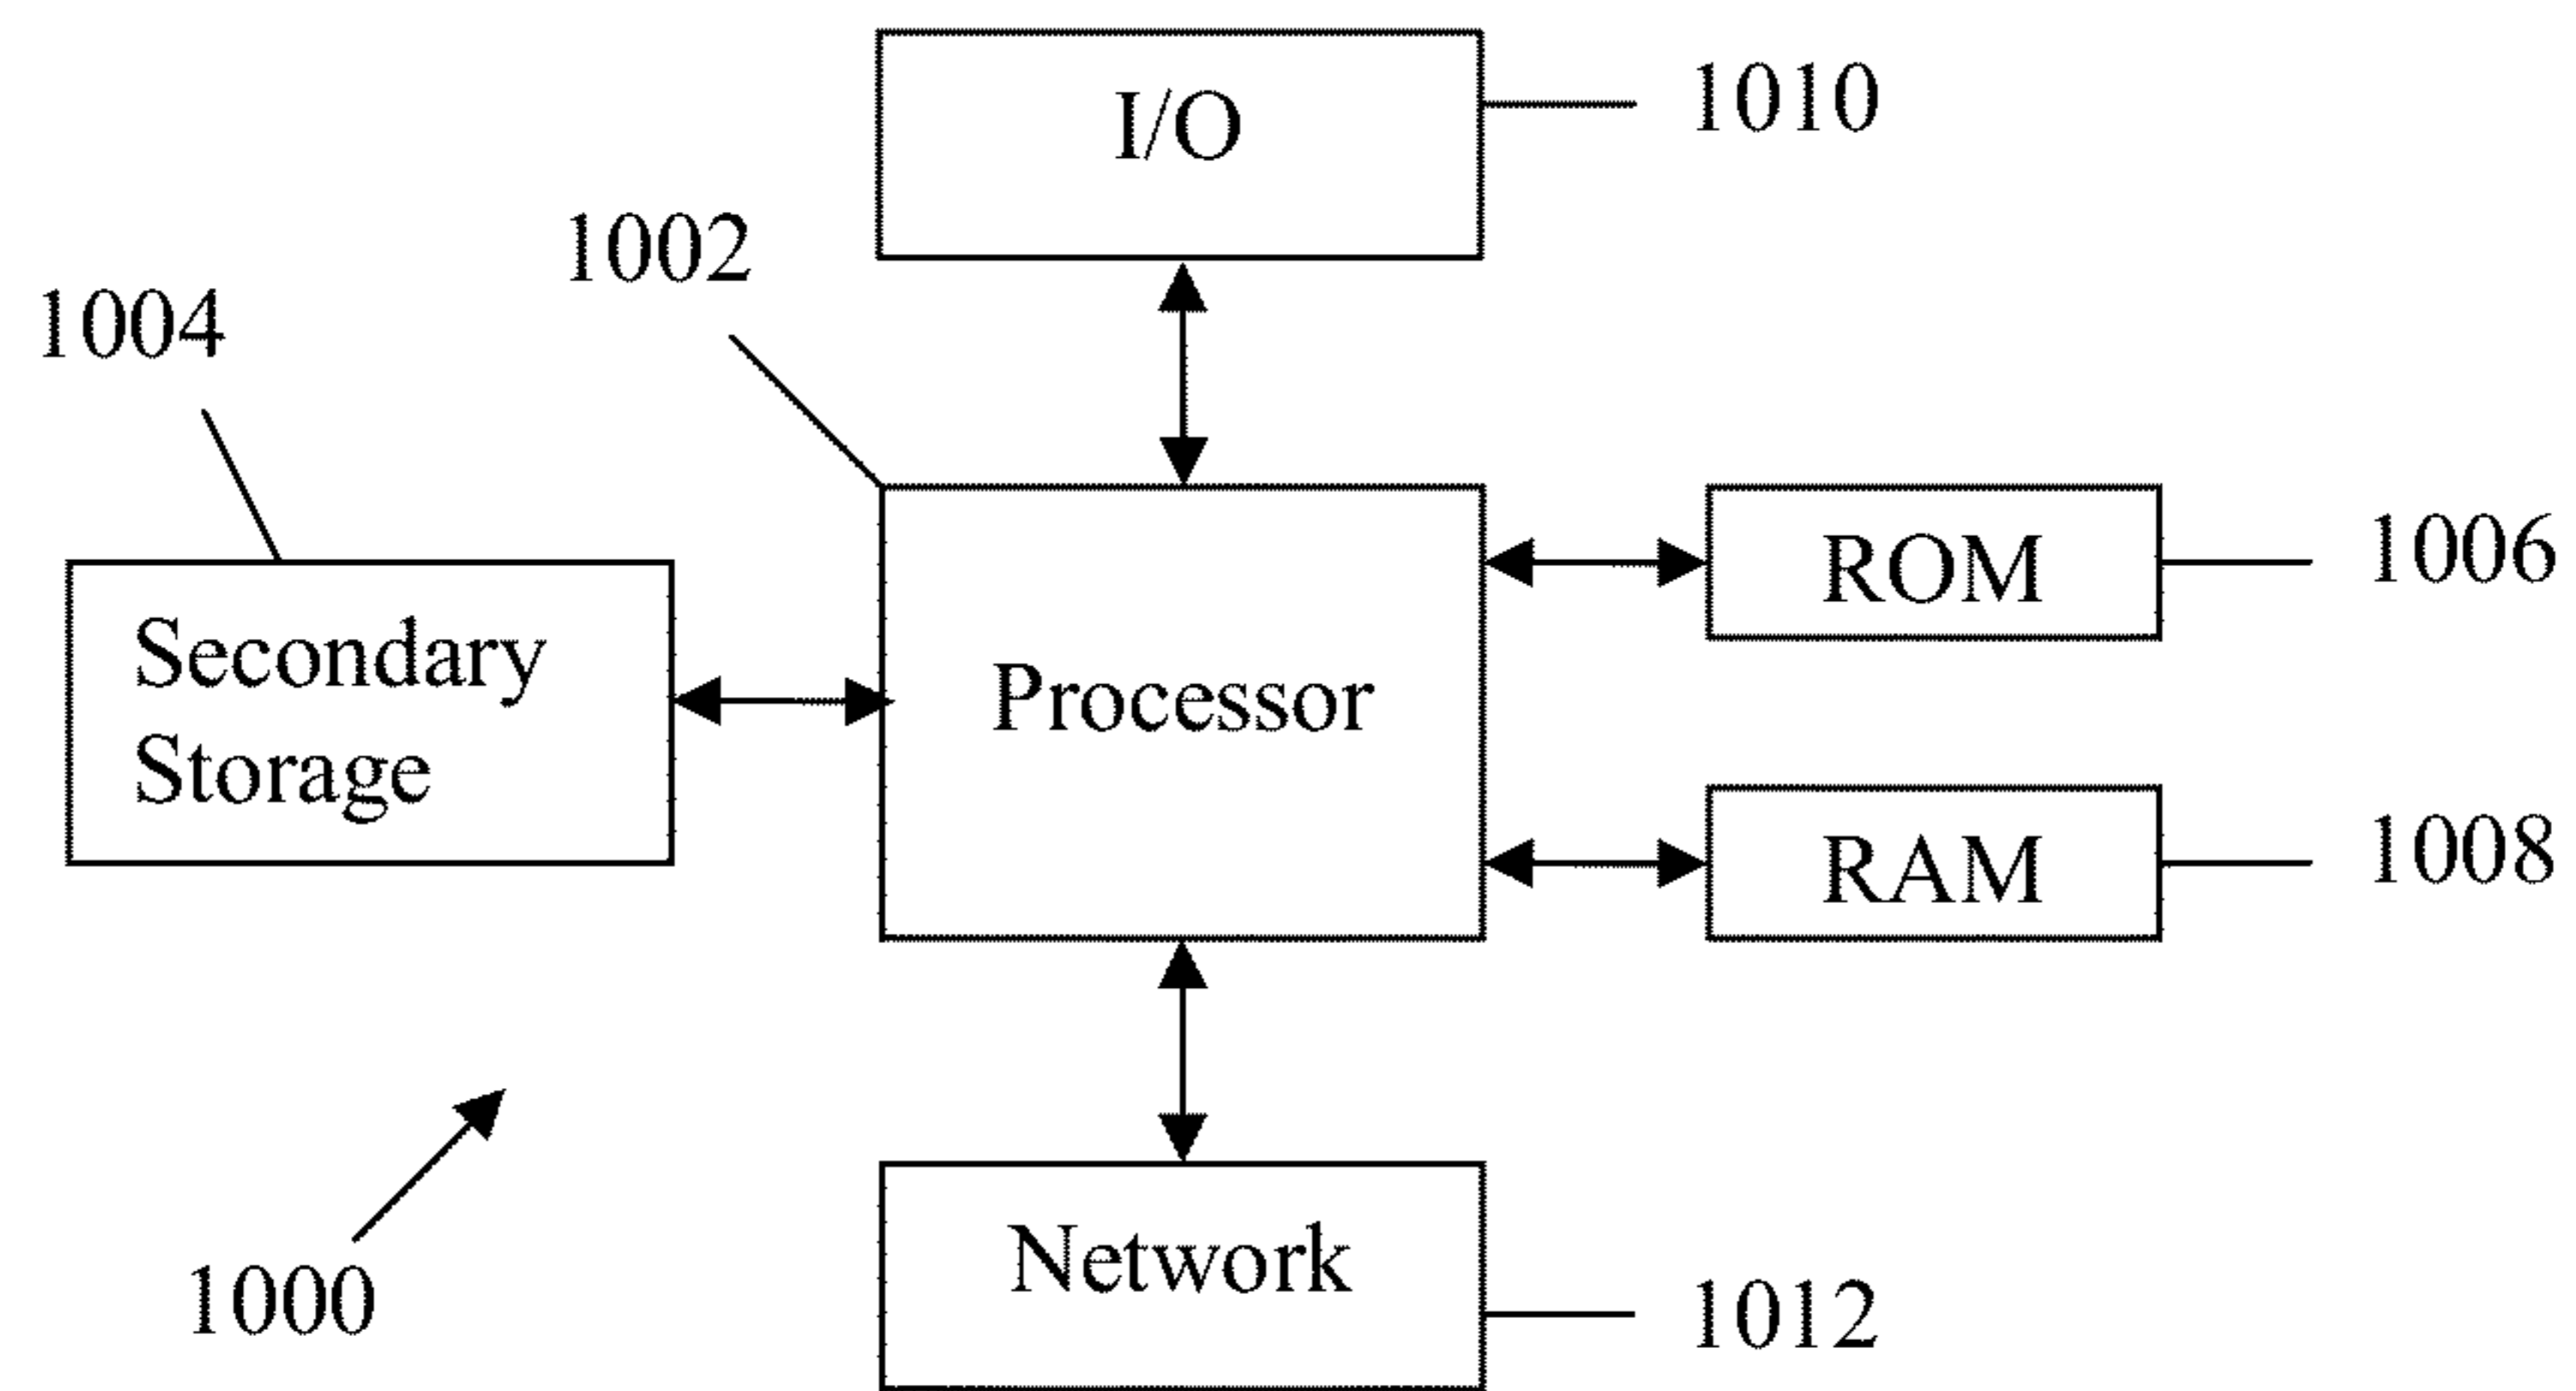 I/O
1010
1002
1004
ROM
1006
Secondary
Storage
Processor
RAM
1008
Network
1000
1012